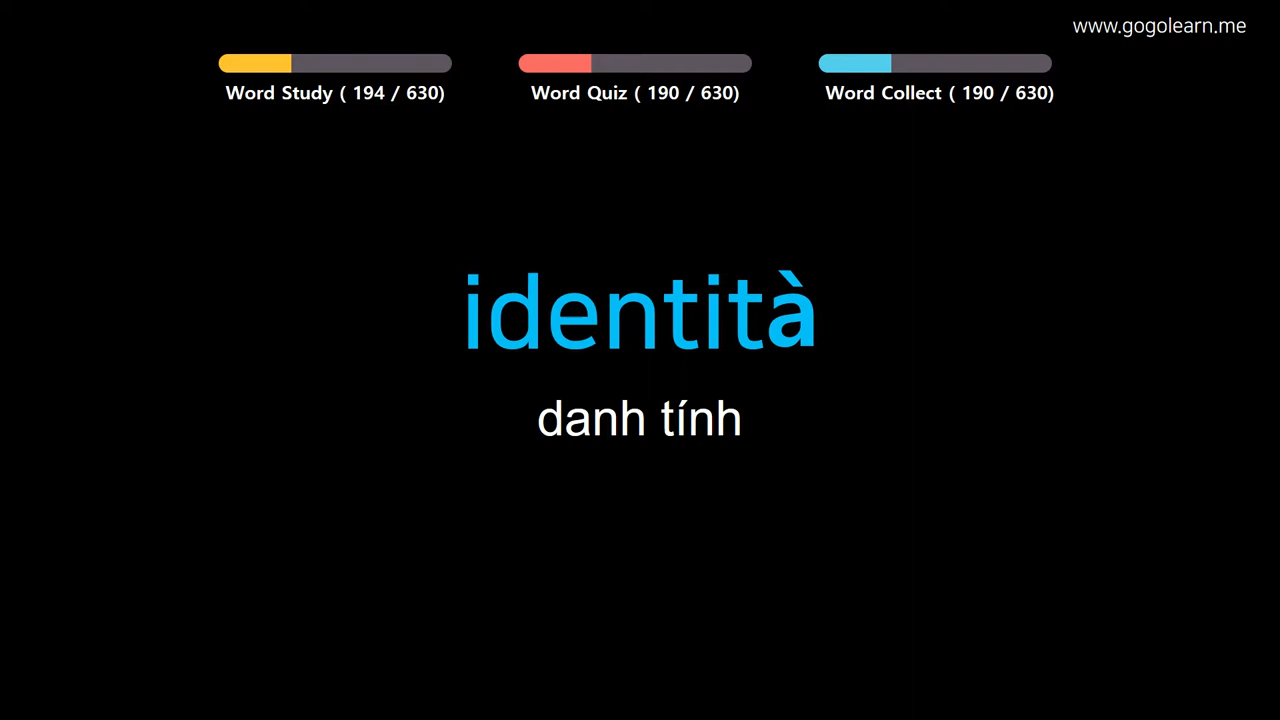 www.gogolearn.me
Word Study ( 194 / 630)
Word Quiz ( 190 / 630)
Word Collect ( 190 / 630)
identità
danh tính